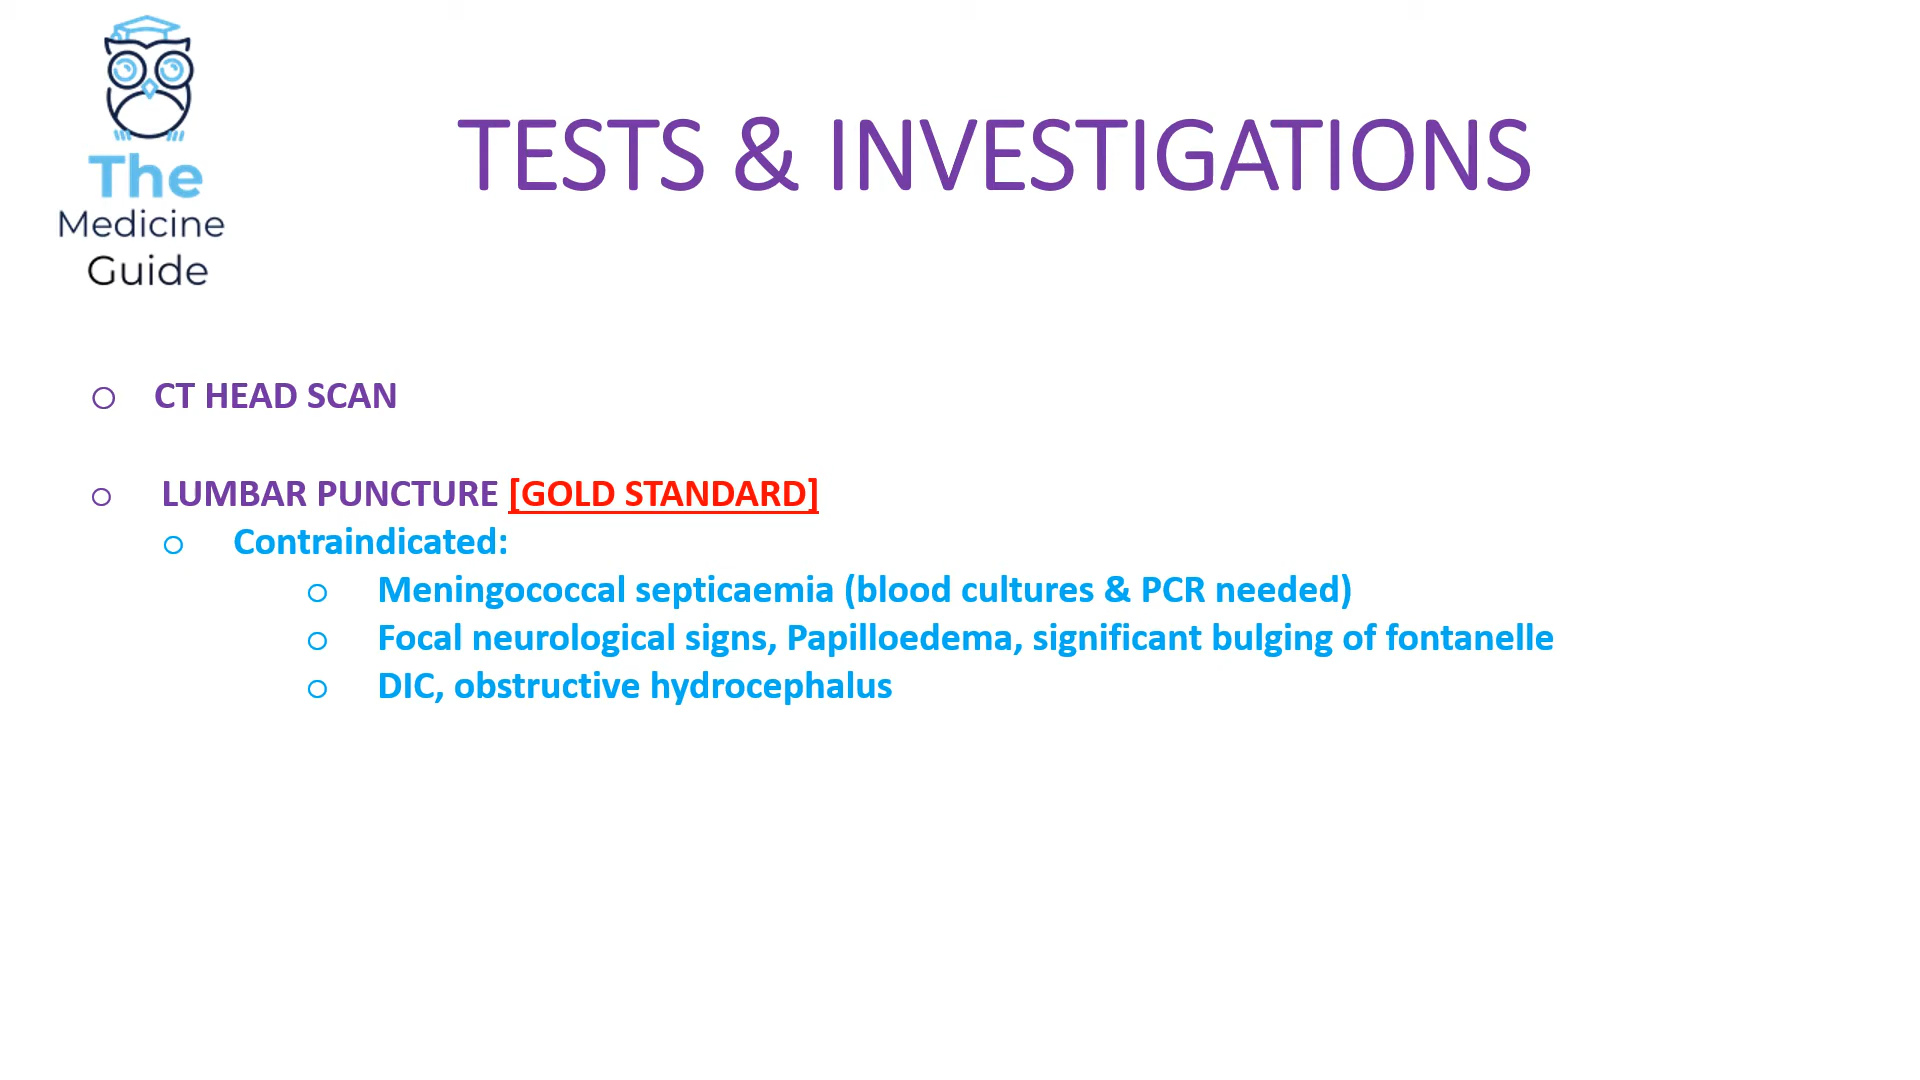 The
Medicine
Guide
TESTS & INVESTIGATIONS
CT HEAD SCAN
LUMBAR PUNCTURE [GOLD STANDARD]
Contraindicated:
Meningococcal septicaemia (blood cultures & PCR needed)
Focal neurological signs, Papilloedema, significant bulging of fontanelle
DIC, obstructive hydrocephalus